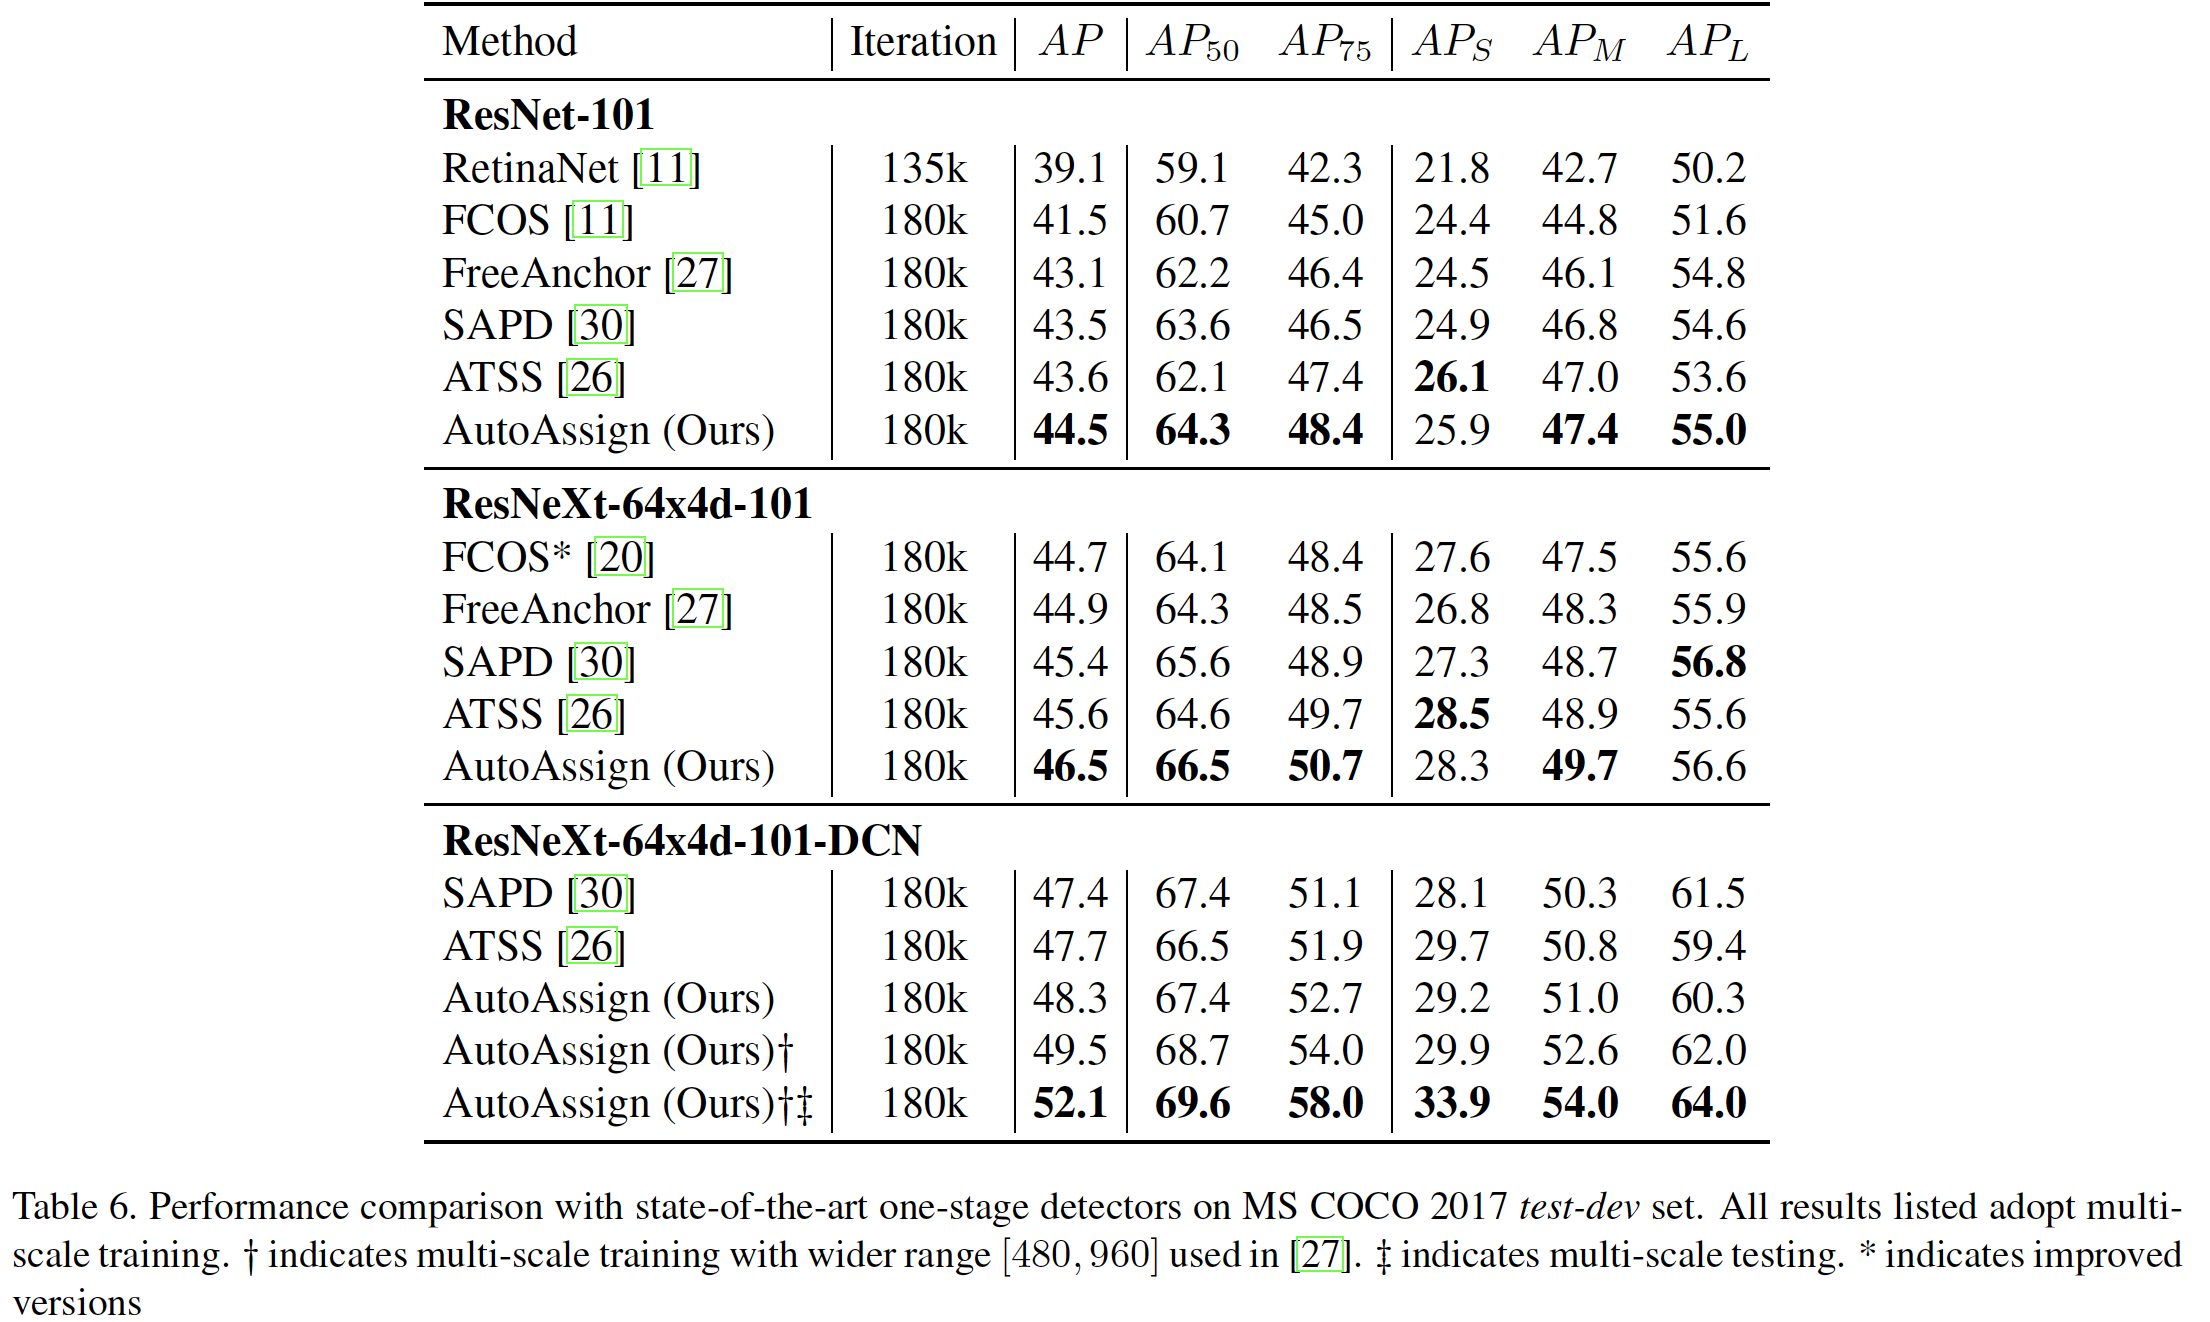 Method Iteration AP AP50 AP75 APS APM APL
ResNet-101
RetinaNet [11] 135k 39.1 59.1 42.3 21.8 42.7 50.2
FCOS [11] 180k 41.5 60.7 45.0 24.4 44.8 51.6
FreeAnchor [27] 180k 43.1 62.2 46.4 24.5 46.1 54.8
SAPD [30] 180k 43.5 63.6 46.5 24.9 46.8 54.6
ATSS [26] 180k 43.6 62.1 47.4 26.1 47.0 53.6
AutoAssign (Ours) 180k 44.5 64.3 48.4 25.9 47.4 55.0
ResNeXt-64x4d-101
FCOS* [20] 180k 44.7 64.1 48.4 27.6 47.5 55.6
FreeAnchor [27] 180k 44.9 64.3 48.5 26.8 48.3 55.9
SAPD [30] 180k 45.4 65.6 48.9 27.3 48.7 56.8
ATSS [26] 180k 45.6 64.6 49.7 28.5 48.9 55.6
AutoAssign (Ours) 180k 46.5 66.5 50.7 28.3 49.7 56.6
ResNeXt-64x4d-101-DCN
SAPD [30] 180k 47.4 67.4 51.1 28.1 50.3 61.5
ATSS [26] 180k 47.7 66.5 51.9 29.7 50.8 59.4
AutoAssign (Ours) 180k 48.3 67.4 52.7 29.2 51.0 60.3
AutoAssign (Ours)† 180k 49.5 68.7 54.0 29.9 52.6 62.0
AutoAssign (Ours)†‡ 180k 52.1 69.6 58.0 33.9 54.0 64.0
Table 6. Performance comparison with state-of-the-art one-stage detectors on MS COCO 2017 test-dev set. All results listed adopt multi-
scale training. † indicates multi-scale training with wider range [480, 960] used in [27]. ‡ indicates multi-scale testing. * indicates improved
versions